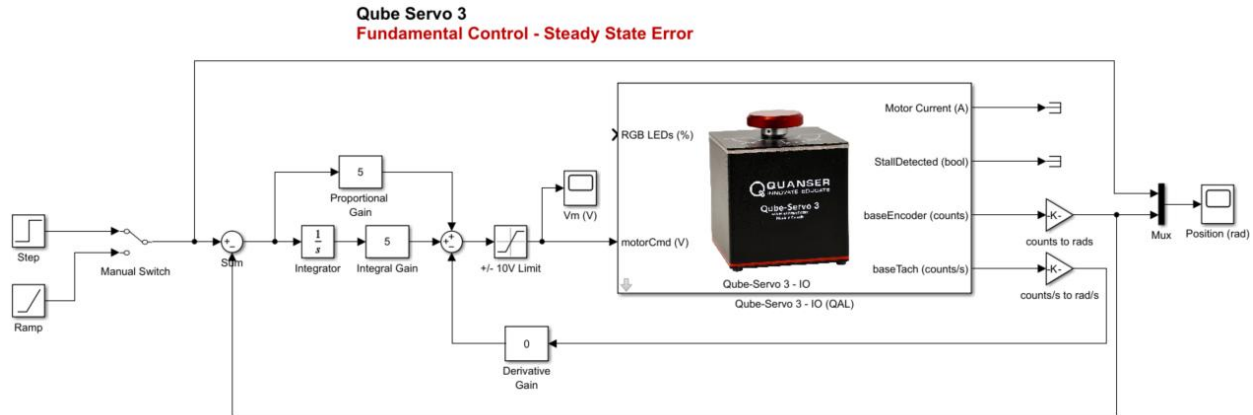 Qube Servo 3
Fundamental Control - Steady State Error
Motor Current (A)
RGB LEDs (%)
StallDetected (bool)
5
Proportional
Gain
Vm (V)
QUANSER
INNOVATE EDUCATE
Qube-Servo 3
baseEncoder (counts)
-K-
counts to rads
Mux
Position (rad)
Step
Manual Switch
+
-
Sum
1
s
Integrator
5
Integral Gain
+
+
-
+/- 10V Limit
motorCmd (V)
baseTach (counts/s)
-K-
counts/s to rad/s
Qube-Servo 3 - IO
Qube-Servo 3 - IO (QAL)
Ramp
0
Derivative
Gain